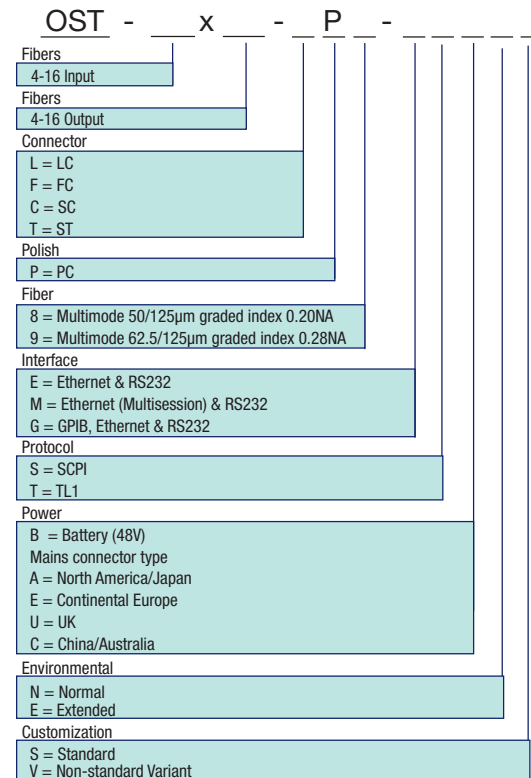 OST - ___ x ___ - _ P _ - _ _ _ _ _
Fibers
4-16 Input
Fibers
4-16 Output
Connector
L = LC
F = FC
C = SC
T = ST
Polish
P = PC
Fiber
8 = Multimode 50/125µm graded index 0.20NA
9 = Multimode 62.5/125µm graded index 0.28NA
Interface
E = Ethernet & RS232
M = Ethernet (Multisession) & RS232
G = GPIB, Ethernet & RS232
Protocol
S = SCPI
T = TL1
Power
B = Battery (48V)
Mains connector type
A = North America/Japan
E = Continental Europe
U = UK
C = China/Australia
Environmental
N = Normal
E = Extended
Customization
S = Standard
V = Non-standard Variant